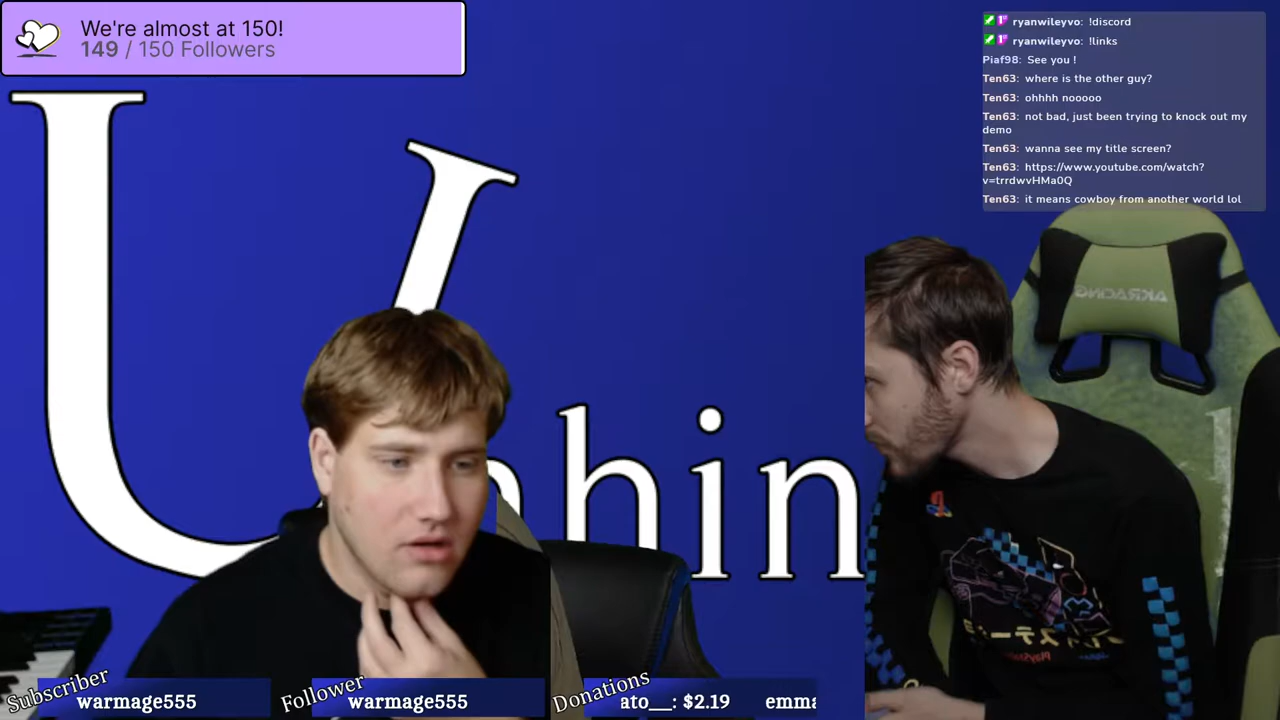 We're almost at 150!
149 / 150 Followers
ryanwileyvo: !discord
ryanwileyvo: !links
Piaf98: See you !
Ten63: where is the other guy?
Ten63: ohhhh nooooo
Ten63: not bad, just been trying to knock out my
demo
Ten63: wanna see my title screen?
Ten63: https://www.youtube.com/watch?
v=trrdwvHMa0Q
Ten63: it means cowboy from another world lol
AKRACING
hin
Subscriber
warmage555
Follower
warmage555
Donations
ato__: $2.19 emma